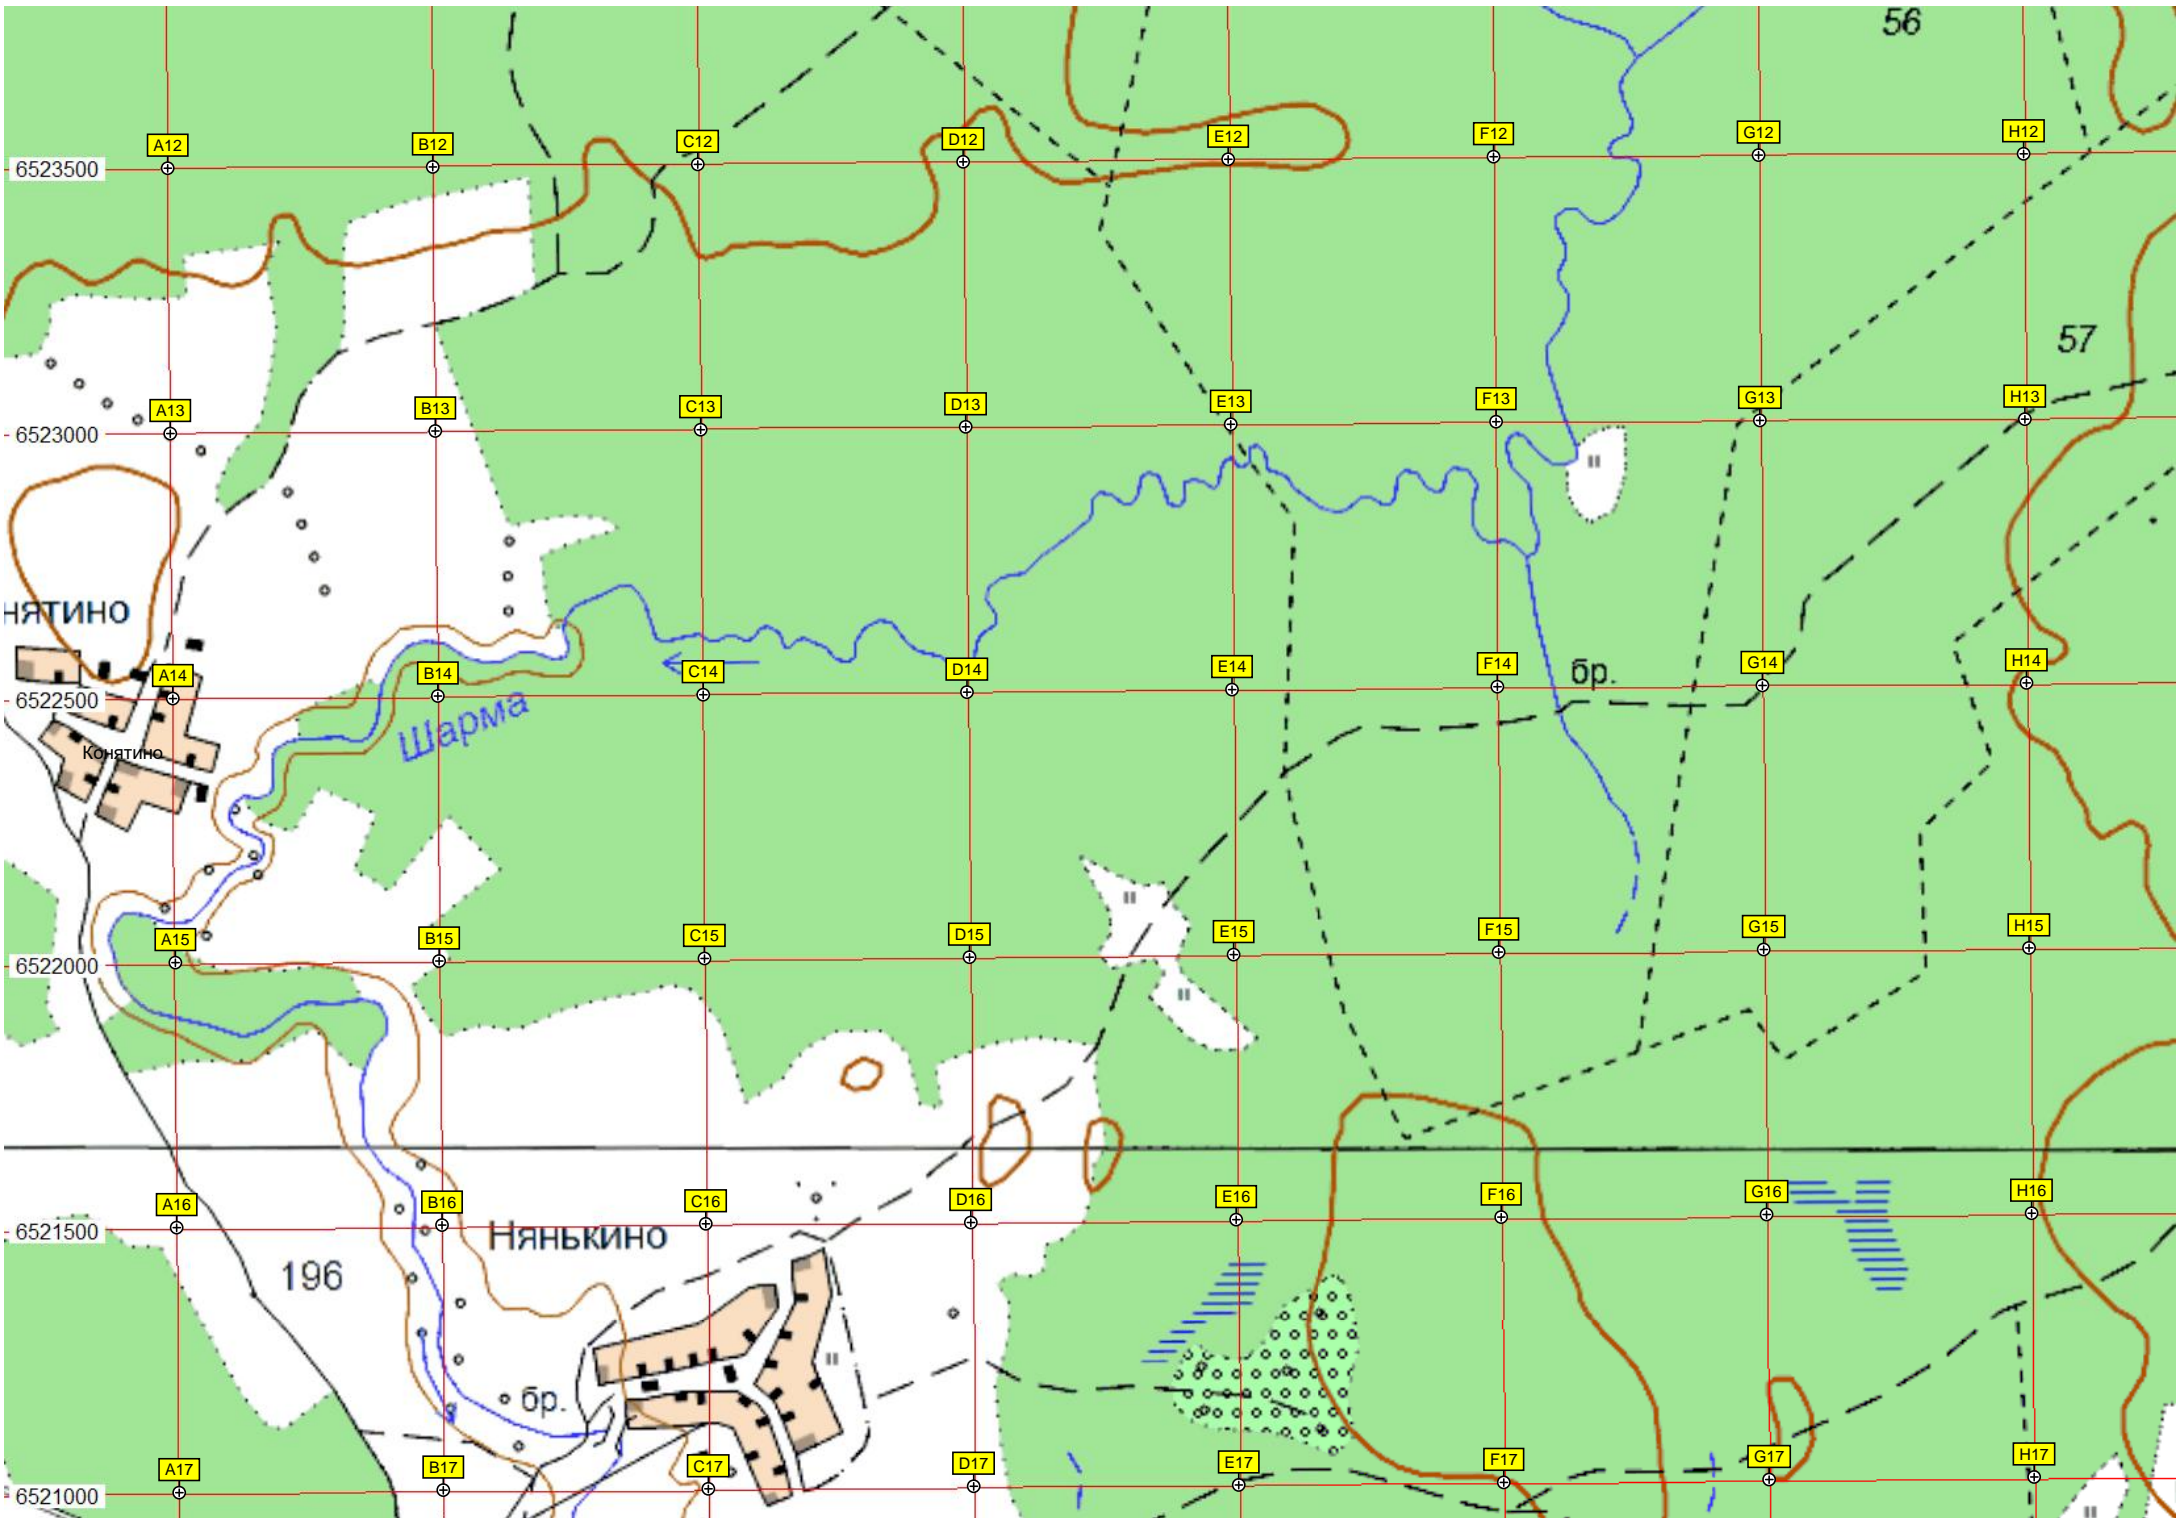 56
A12 B12 C12 D12 E12 F12 G12 H12
6523500
57
A13 B13 C13 D13 E13 F13 G13 H13
6523000
нятино
A14 B14 C14 D14 E14 F14 бр. G14 H14
6522500
Шарма
Конятино
A15 B15 C15 D15 E15 F15 G15 H15
6522000
A16 B16 C16 D16 E16 F16 G16 H16
6521500
Нянькино
196
бр.
A17 B17 C17 D17 E17 F17 G17 H17
6521000